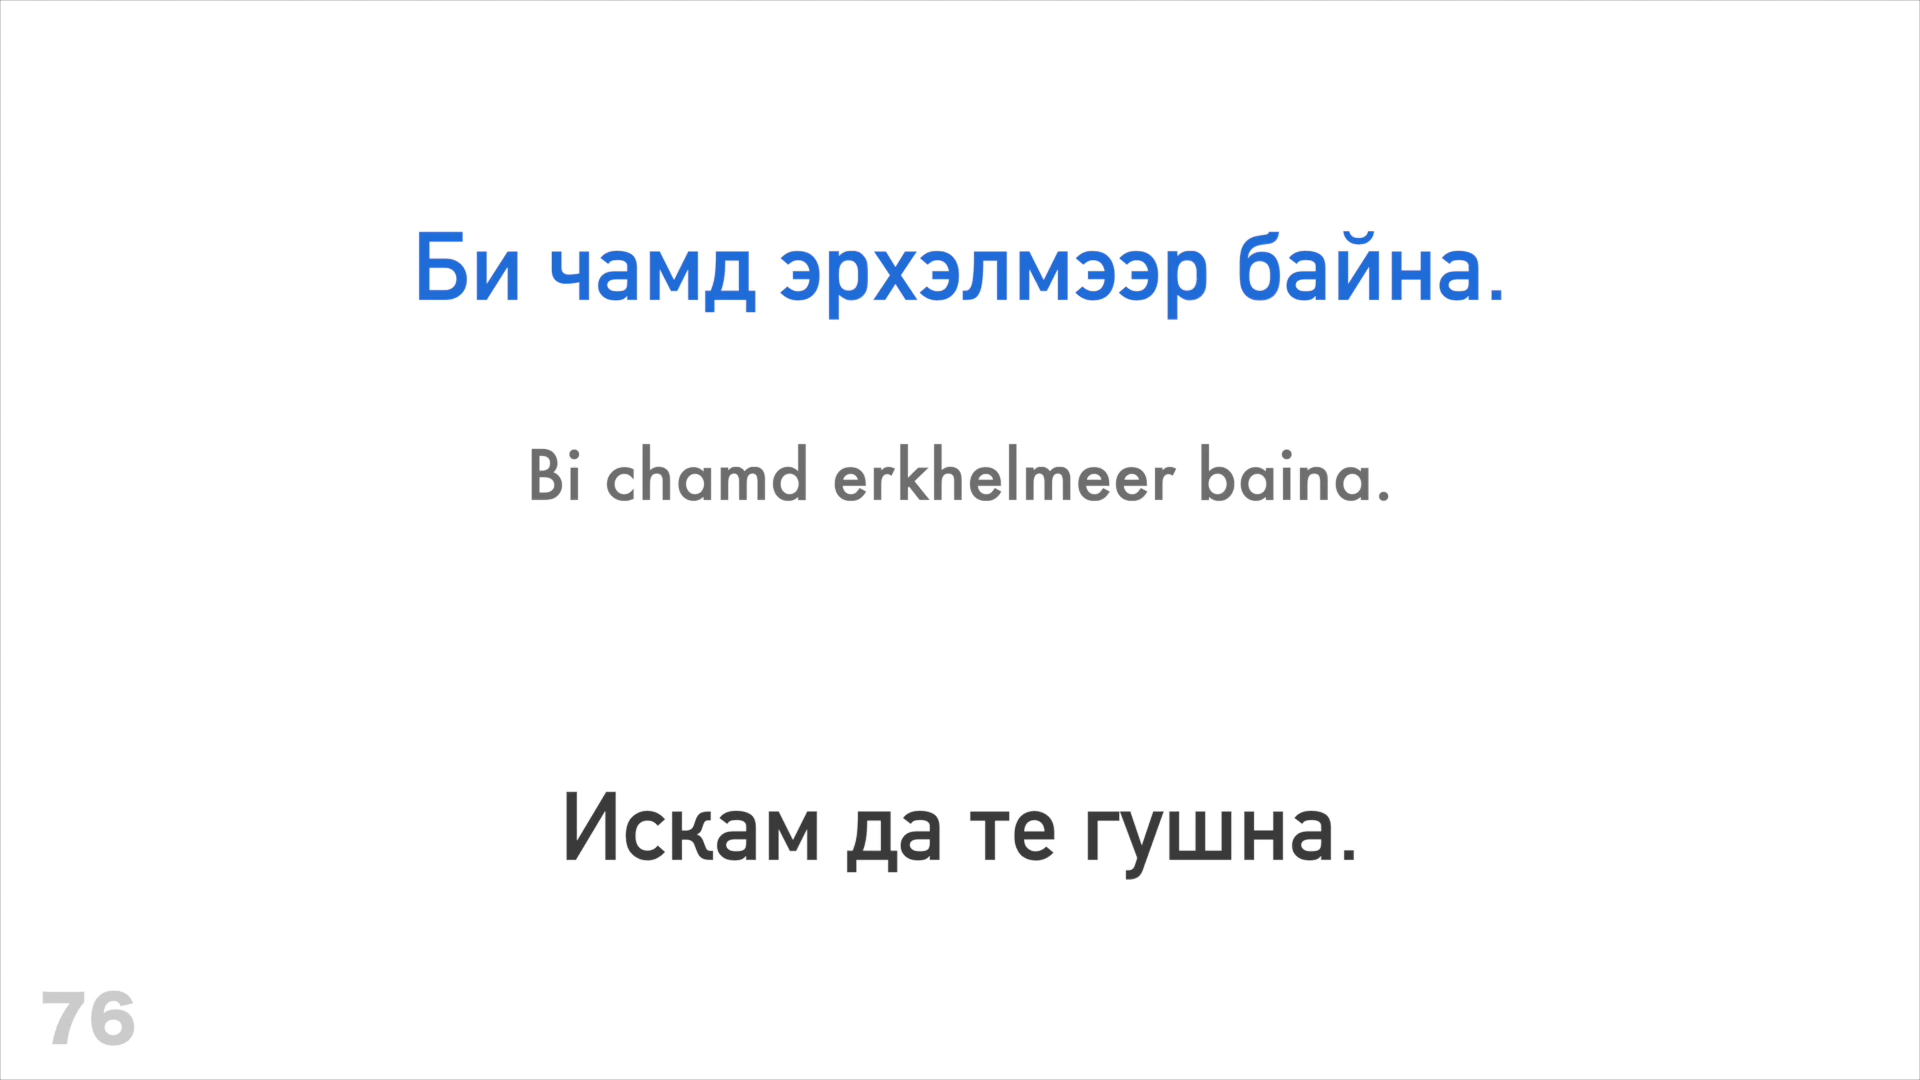 Би чамд эрхэлмээр байна.
Bi chamd erkhelmeer baina.
Искам да те гушна.
76